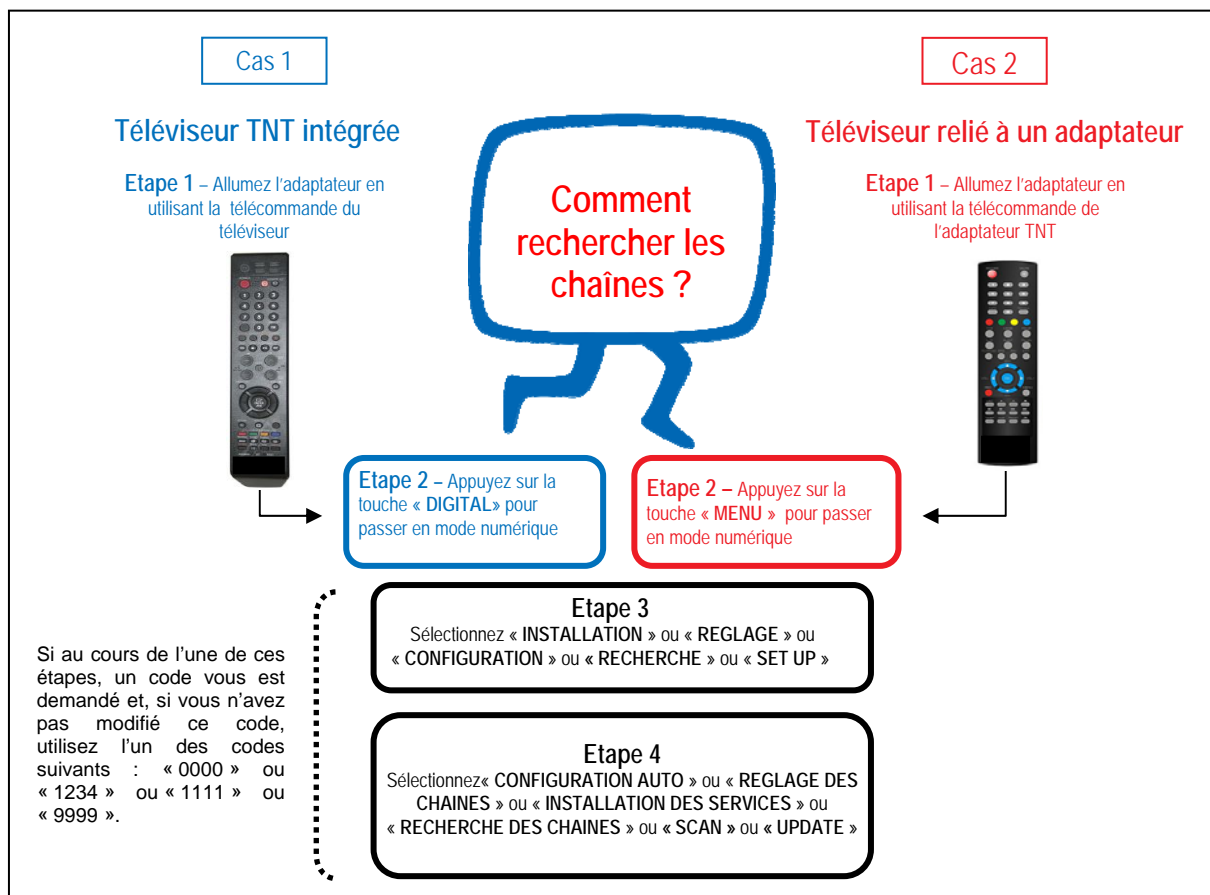 Cas 1
Téléviseur TNT intégrée
Etape 1 – Allumez l'adaptateur en
utilisant la télécommande du
téléviseur
Comment
rechercher les
chaînes ?
Cas 2
Téléviseur relié à un adaptateur
Etape 1 – Allumez l'adaptateur en
utilisant la télécommande de
l'adaptateur TNT
Etape 2 – Appuyez sur la
touche « DIGITAL» pour
passer en mode numérique
Etape 2 – Appuyez sur la
touche « MENU » pour passer
en mode numérique
Etape 3
Sélectionnez « INSTALLATION » ou « REGLAGE » ou
« CONFIGURATION » ou « RECHERCHE » ou « SET UP »
Si au cours de l'une de ces
étapes, un code vous est
demandé et, si vous n'avez
pas modifié ce code,
utilisez l'un des codes
suivants : « 0000 » ou
« 1234 » ou « 1111 » ou
« 9999 ».
Etape 4
Sélectionnez« CONFIGURATION AUTO » ou « REGLAGE DES
CHAINES » ou « INSTALLATION DES SERVICES » ou
« RECHERCHE DES CHAINES » ou « SCAN » ou « UPDATE »